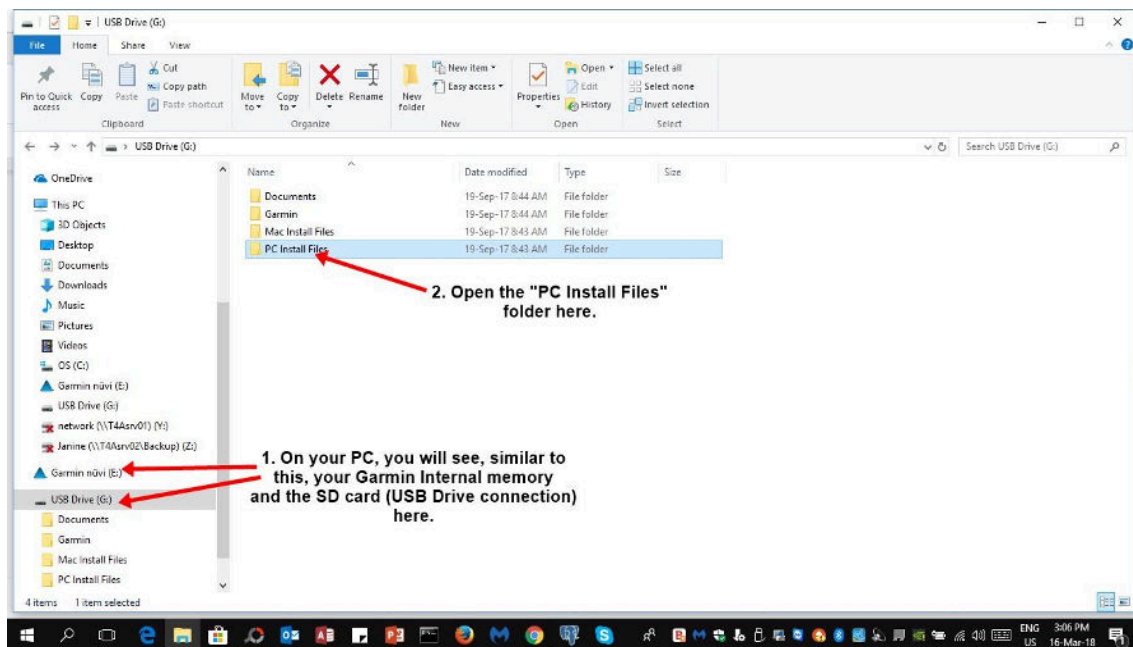 USB Drive (G:)
File Home Share View
Pin to Quick access
Copy
Paste
Cut
Copy path
Paste shortcut
Clipboard
Move to
Copy to
Delete
Rename
Organize
New folder
New item
Easy access
New
Properties
Open
Edit
History
Open
Select all
Select none
Invert selection
Select
USB Drive (G:)
Search USB Drive (G:)
OneDrive
This PC
3D Objects
Desktop
Documents
Downloads
Music
Pictures
Videos
OS (C:)
Garmin nüvi (E:)
USB Drive (G:)
network (\\T4Asrv01) (Y:)
Janine (\\T4Asrv02\Backup) (Z:)
Garmin nüvi (E:)
USB Drive (G:)
Documents
Garmin
Mac Install Files
PC Install Files
Name Date modified Type Size
Documents 19-Sep-17 8:44 AM File folder
Garmin 19-Sep-17 8:44 AM File folder
Mac Install Files 19-Sep-17 8:43 AM File folder
PC Install Files 19-Sep-17 8:43 AM File folder
2. Open the "PC Install Files"
folder here.
1. On your PC, you will see, similar to
this, your Garmin Internal memory
and the SD card (USB Drive connection)
here.
4 items 1 item selected
ENG 3:06 PM
US 16-Mar-18